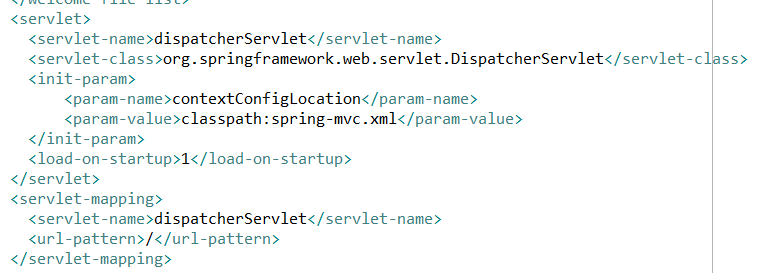 </welcome-file-list>
<servlet>
<servlet-name>dispatcherServlet</servlet-name>
<servlet-class>org.springframework.web.servlet.DispatcherServlet</servlet-class>
<init-param>
<param-name>contextConfigLocation</param-name>
<param-value>classpath:spring-mvc.xml</param-value>
</init-param>
<load-on-startup>1</load-on-startup>
</servlet>
<servlet-mapping>
<servlet-name>dispatcherServlet</servlet-name>
<url-pattern>/</url-pattern>
</servlet-mapping>